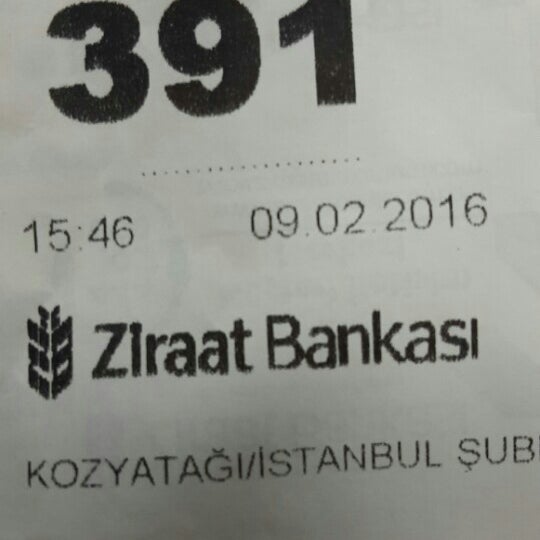 391
15:46 09.02.2016
Ziraat Bankası
KOZYATAĞI/İSTANBUL ŞUB